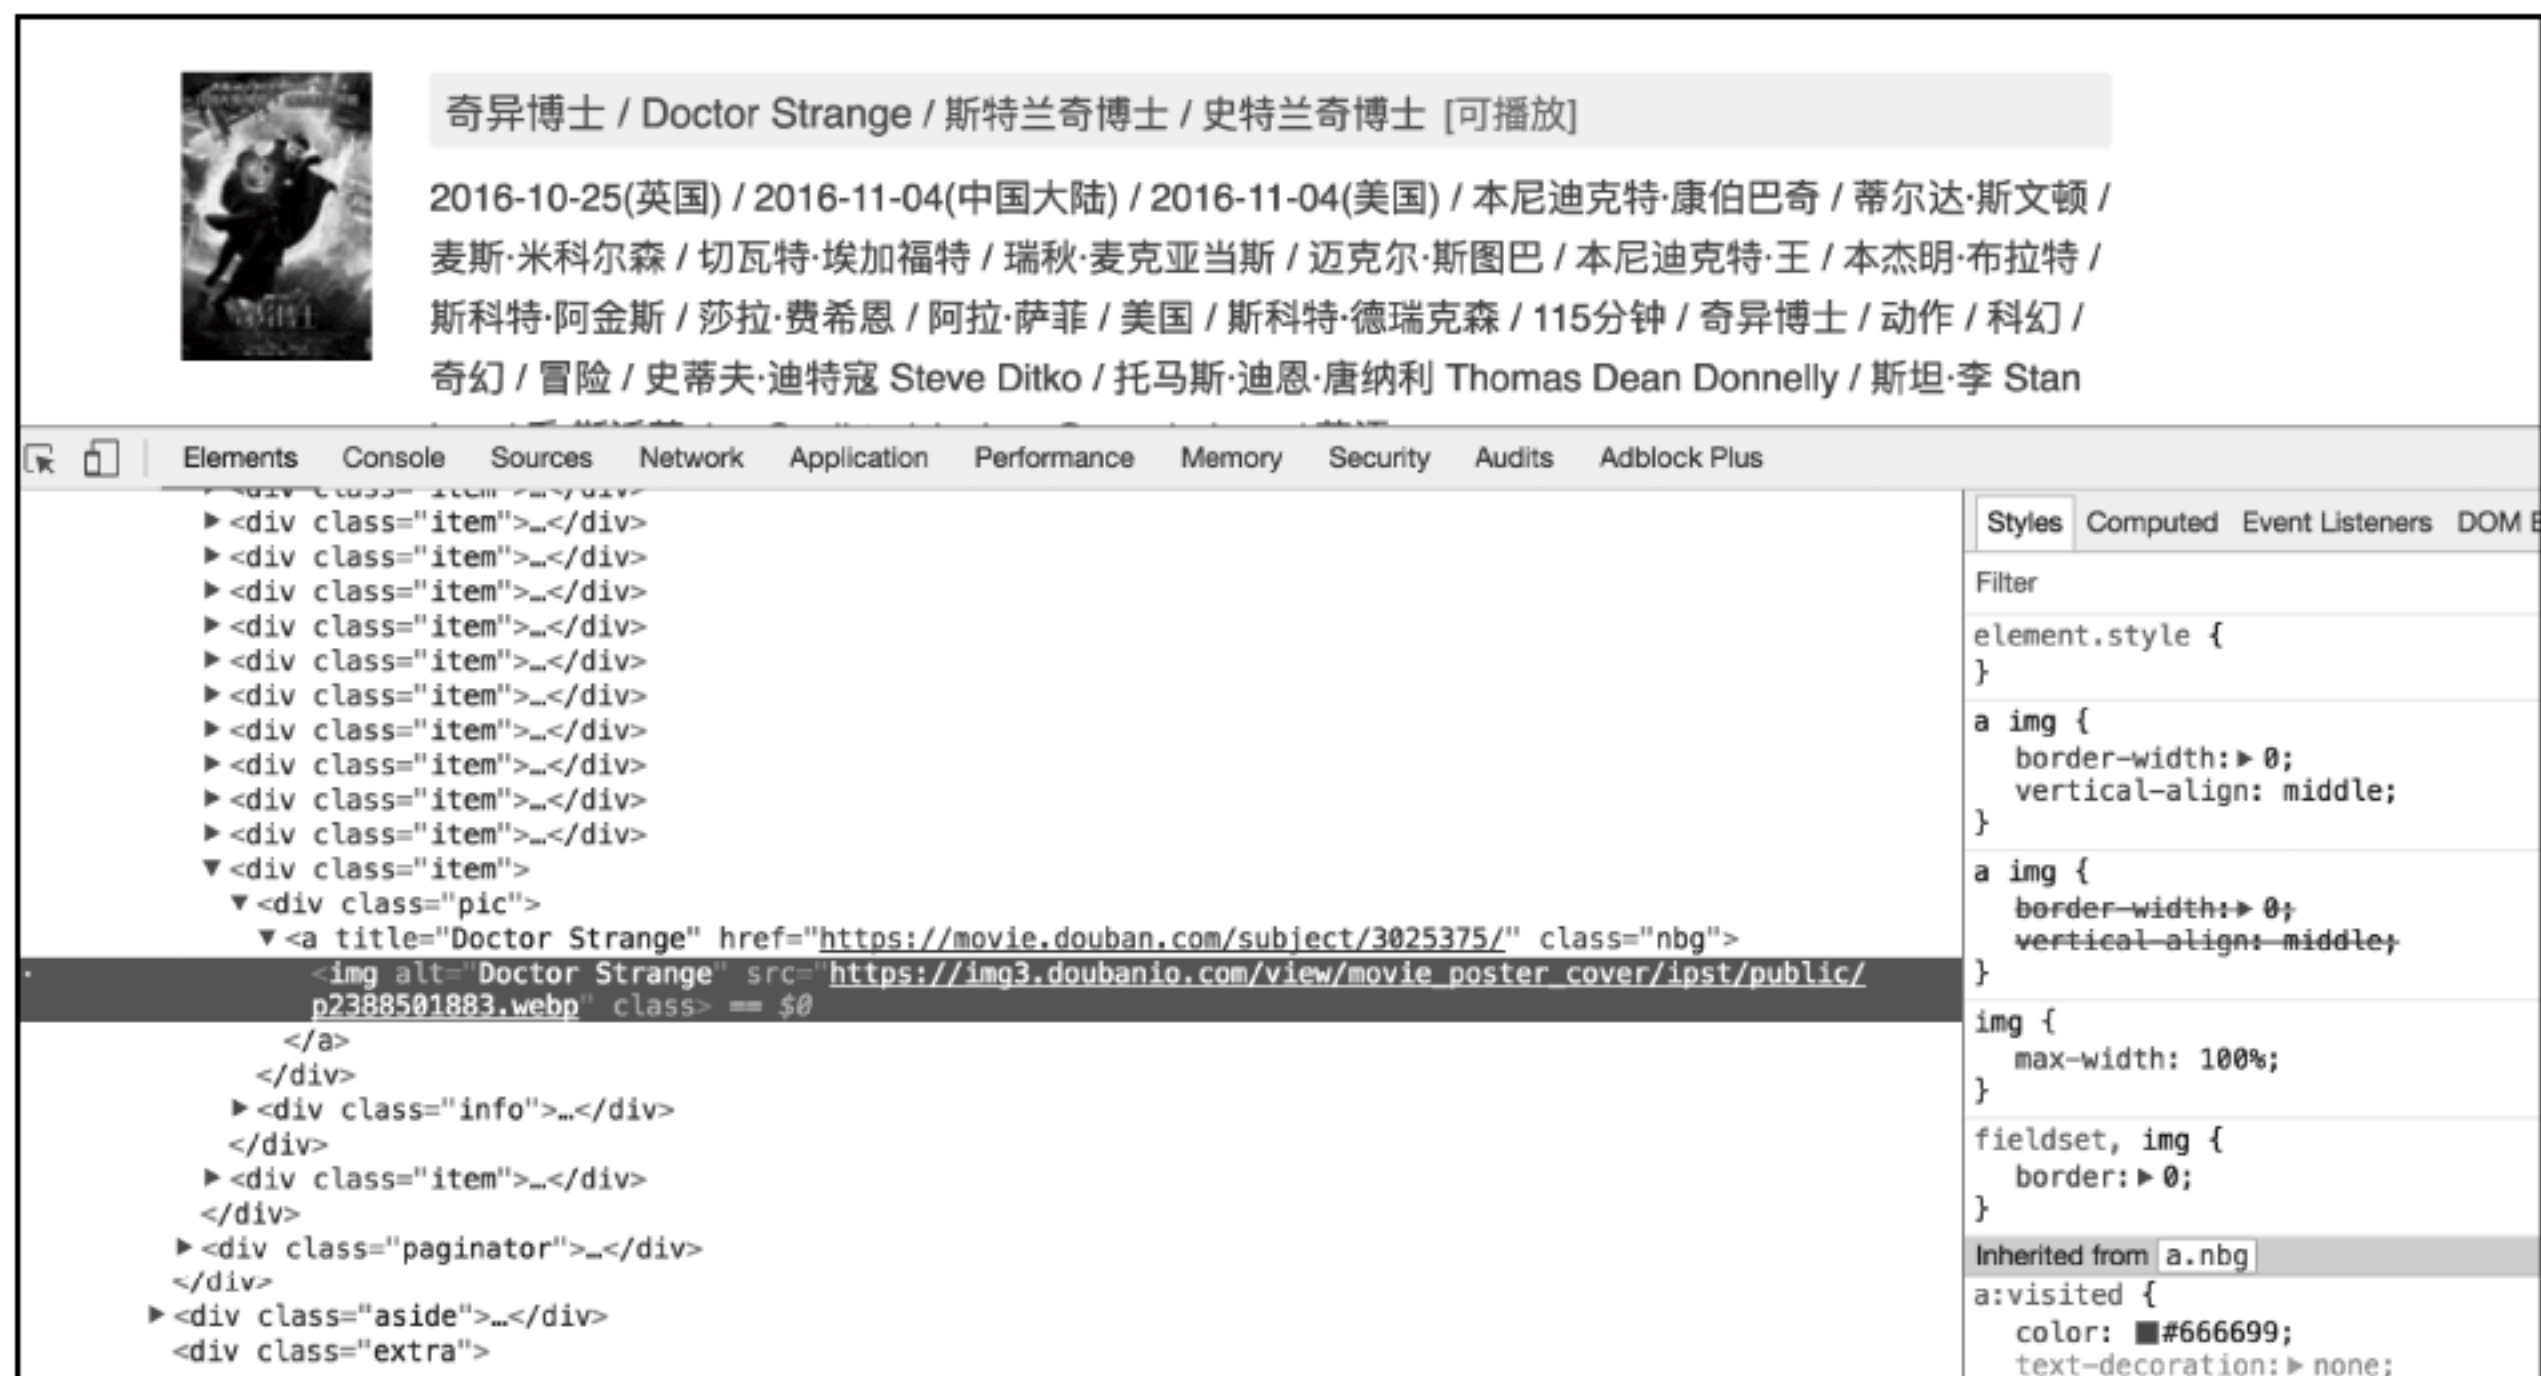 奇异博士 / Doctor Strange / 斯特兰奇博士 / 史特兰奇博士 [可播放]
2016-10-25(英国) / 2016-11-04(中国大陆) / 2016-11-04(美国) / 本尼迪克特·康伯巴奇 / 蒂尔达·斯文顿 /
麦斯·米科尔森 / 切瓦特·埃加福特 / 瑞秋·麦克亚当斯 / 迈克尔·斯图巴 / 本尼迪克特·王 / 本杰明·布拉特 /
斯科特·阿金斯 / 莎拉·费希恩 / 阿拉·萨菲 / 美国 / 斯科特·德瑞克森 / 115分钟 / 奇异博士 / 动作 / 科幻 /
奇幻 / 冒险 / 史蒂夫·迪特寇 Steve Ditko / 托马斯·迪恩·唐纳利 Thomas Dean Donnelly / 斯坦·李 Stan
Elements Console Sources Network Application Performance Memory Security Audits Adblock Plus
<div class="item">…</div>
<div class="item">…</div>
<div class="item">…</div>
<div class="item">…</div>
<div class="item">…</div>
<div class="item">…</div>
<div class="item">…</div>
<div class="item">…</div>
<div class="item">…</div>
<div class="item">…</div>
<div class="item">…</div>
<div class="item">
<div class="pic">
<a title="Doctor Strange" href="https://movie.douban.com/subject/3025375/" class="nbg">
<img alt="Doctor Strange" src="https://img3.doubanio.com/view/movie_poster_cover/ipst/public/
p2388501883.webp" class> == $0
</a>
</div>
<div class="info">…</div>
</div>
<div class="item">…</div>
</div>
<div class="paginator">…</div>
</div>
<div class="aside">…</div>
<div class="extra">
Styles Computed Event Listeners DOM
Filter
element.style {
}
a img {
border-width: 0;
vertical-align: middle;
}
a img {
border-width: 0;
vertical-align: middle;
}
img {
max-width: 100%;
}
fieldset, img {
border: 0;
}
Inherited from a.nbg
a:visited {
color: #666699;
text-decoration: none;